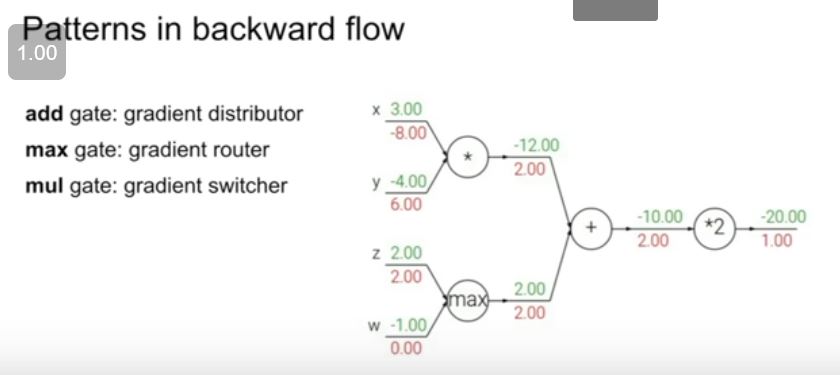 Patterns in backward flow
1.00
add gate: gradient distributor
max gate: gradient router
mul gate: gradient switcher
x 3.00
-8.00
y -4.00
6.00
*
-12.00
2.00
z 2.00
2.00
w -1.00
0.00
max
2.00
2.00
+
-10.00
2.00
*2
-20.00
1.00